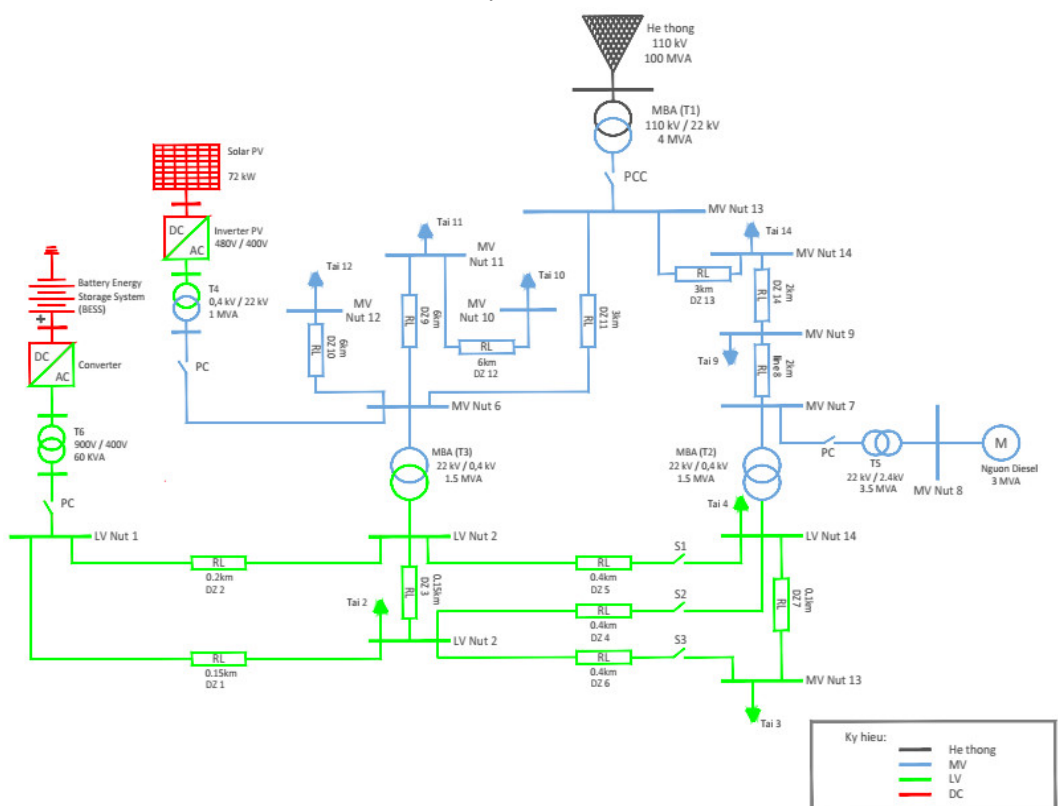 He thong
110 kV
100 MVA
MBA (T1)
110 kV / 22 kV
4 MVA
PCC
MV Nut 13
Solar PV
72 kW
DC
AC
Inverter PV
480V / 400V
T4
0,4 kV / 22 kV
1 MVA
PC
Battery Energy
Storage System
(BESS)
+
DC
AC
Converter
T6
900V / 400V
60 KVA
PC
Tai 11
MV
Nut 11
Tai 12
MV
Nut 12
Tai 10
MV
Nut 10
RL
6km
DZ 9
RL
6km
DZ 10
RL
6km
DZ 12
RL
3km
DZ 11
Tai 14
MV Nut 14
RL
3km
DZ 13
RL
2km
DZ 14
MV Nut 9
Tai 9
RL
2km
line 8
MV Nut 6
MV Nut 7
MBA (T3)
22 kV / 0,4 kV
1.5 MVA
MBA (T2)
22 kV / 0,4 kV
1.5 MVA
PC
T5
22 kV / 2.4kV
3.5 MVA
MV Nut 8
M
Nguon Diesel
3 MVA
Tai 4
LV Nut 1
LV Nut 2
LV Nut 14
RL
0.2km
DZ 2
RL
0.15km
DZ 3
RL
0.4km
DZ 5
S1
RL
0.1km
DZ 7
Tai 2
LV Nut 2
RL
0.4km
DZ 4
S2
RL
0.15km
DZ 1
RL
0.4km
DZ 6
S3
MV Nut 13
Tai 3
Ky hieu:
He thong
MV
LV
DC